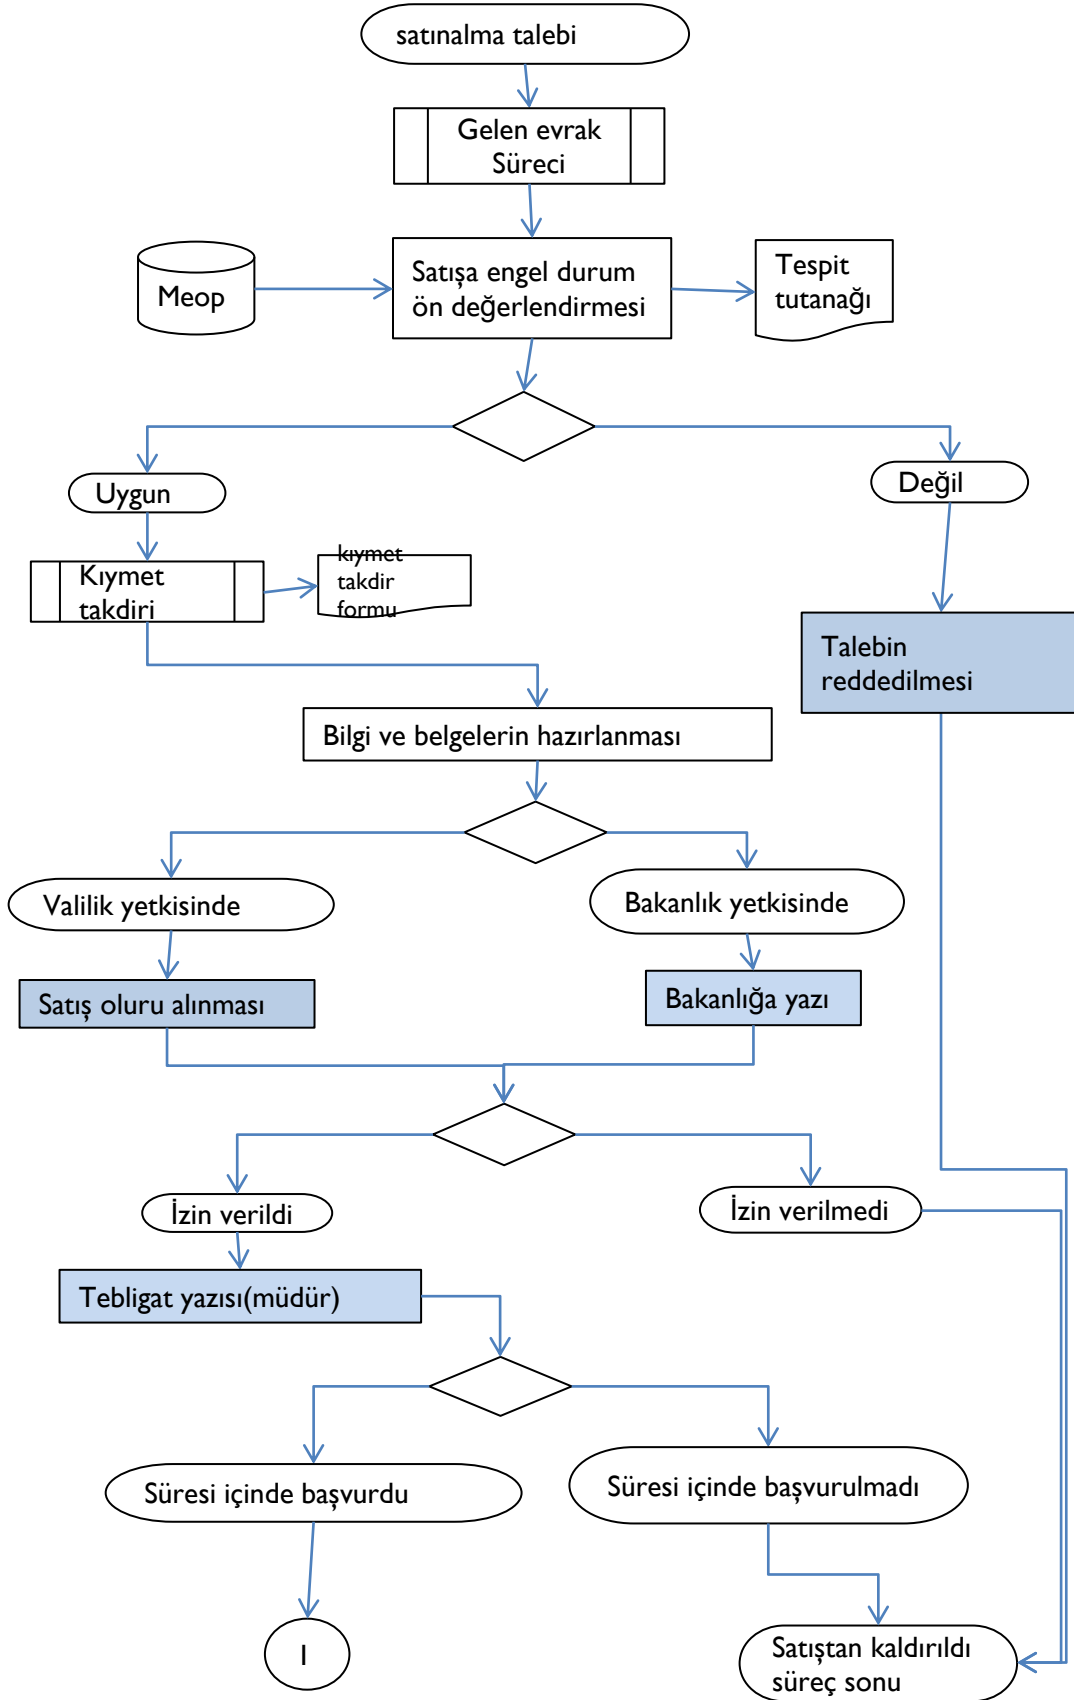 satınalma talebi
Gelen evrak
Süreci
Meop
Satışa engel durum
ön değerlendirmesi
Tespit
tutanağı
Uygun
Değil
Kıymet
takdiri
kıymet
takdir
formu
Talebin
reddedilmesi
Bilgi ve belgelerin hazırlanması
Valilik yetkisinde
Bakanlık yetkisinde
Satış oluru alınması
Bakanlığa yazı
İzin verildi
İzin verilmedi
Tebligat yazısı(müdür)
Süresi içinde başvurdu
Süresi içinde başvurulmadı
1
Satıştan kaldırıldı
süreç sonu